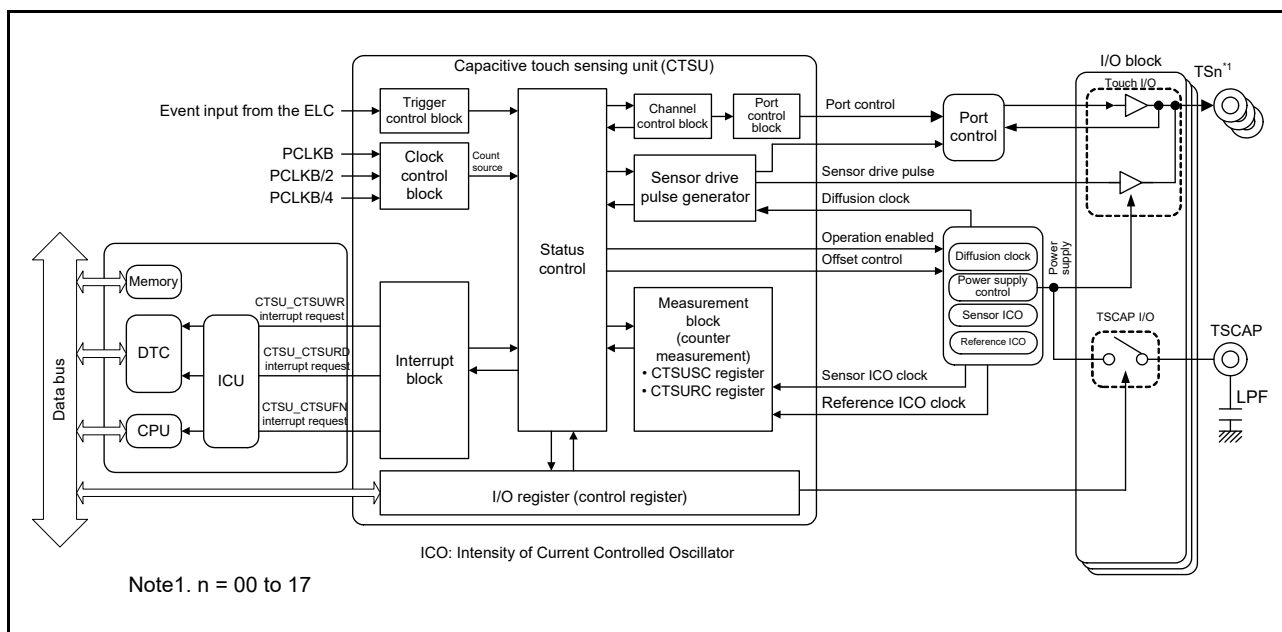 Capacitive touch sensing unit (CTSU)
I/O block
TSn*1
Touch I/O
Event input from the ELC
Trigger
control block
Channel
control block
Port
control
block
Port control
Port
control
PCLKB
PCLKB/2
PCLKB/4
Clock
control
block
Count
source
Sensor drive
pulse generator
Sensor drive pulse
Diffusion clock
Status
control
Operation enabled
Offset control
Diffusion clock
Power supply
control
Sensor ICO
Reference ICO
Power
supply
Data bus
Memory
DTC
CPU
ICU
CTSU_CTSUWR
interrupt request
CTSU_CTSURD
interrupt request
CTSU_CTSUFN
interrupt request
Interrupt
block
Measurement
block
(counter
measurement)
• CTSUSC register
• CTSURC register
Sensor ICO clock
Reference ICO clock
TSCAP I/O
TSCAP
LPF
I/O register (control register)
ICO: Intensity of Current Controlled Oscillator
Note1. n = 00 to 17